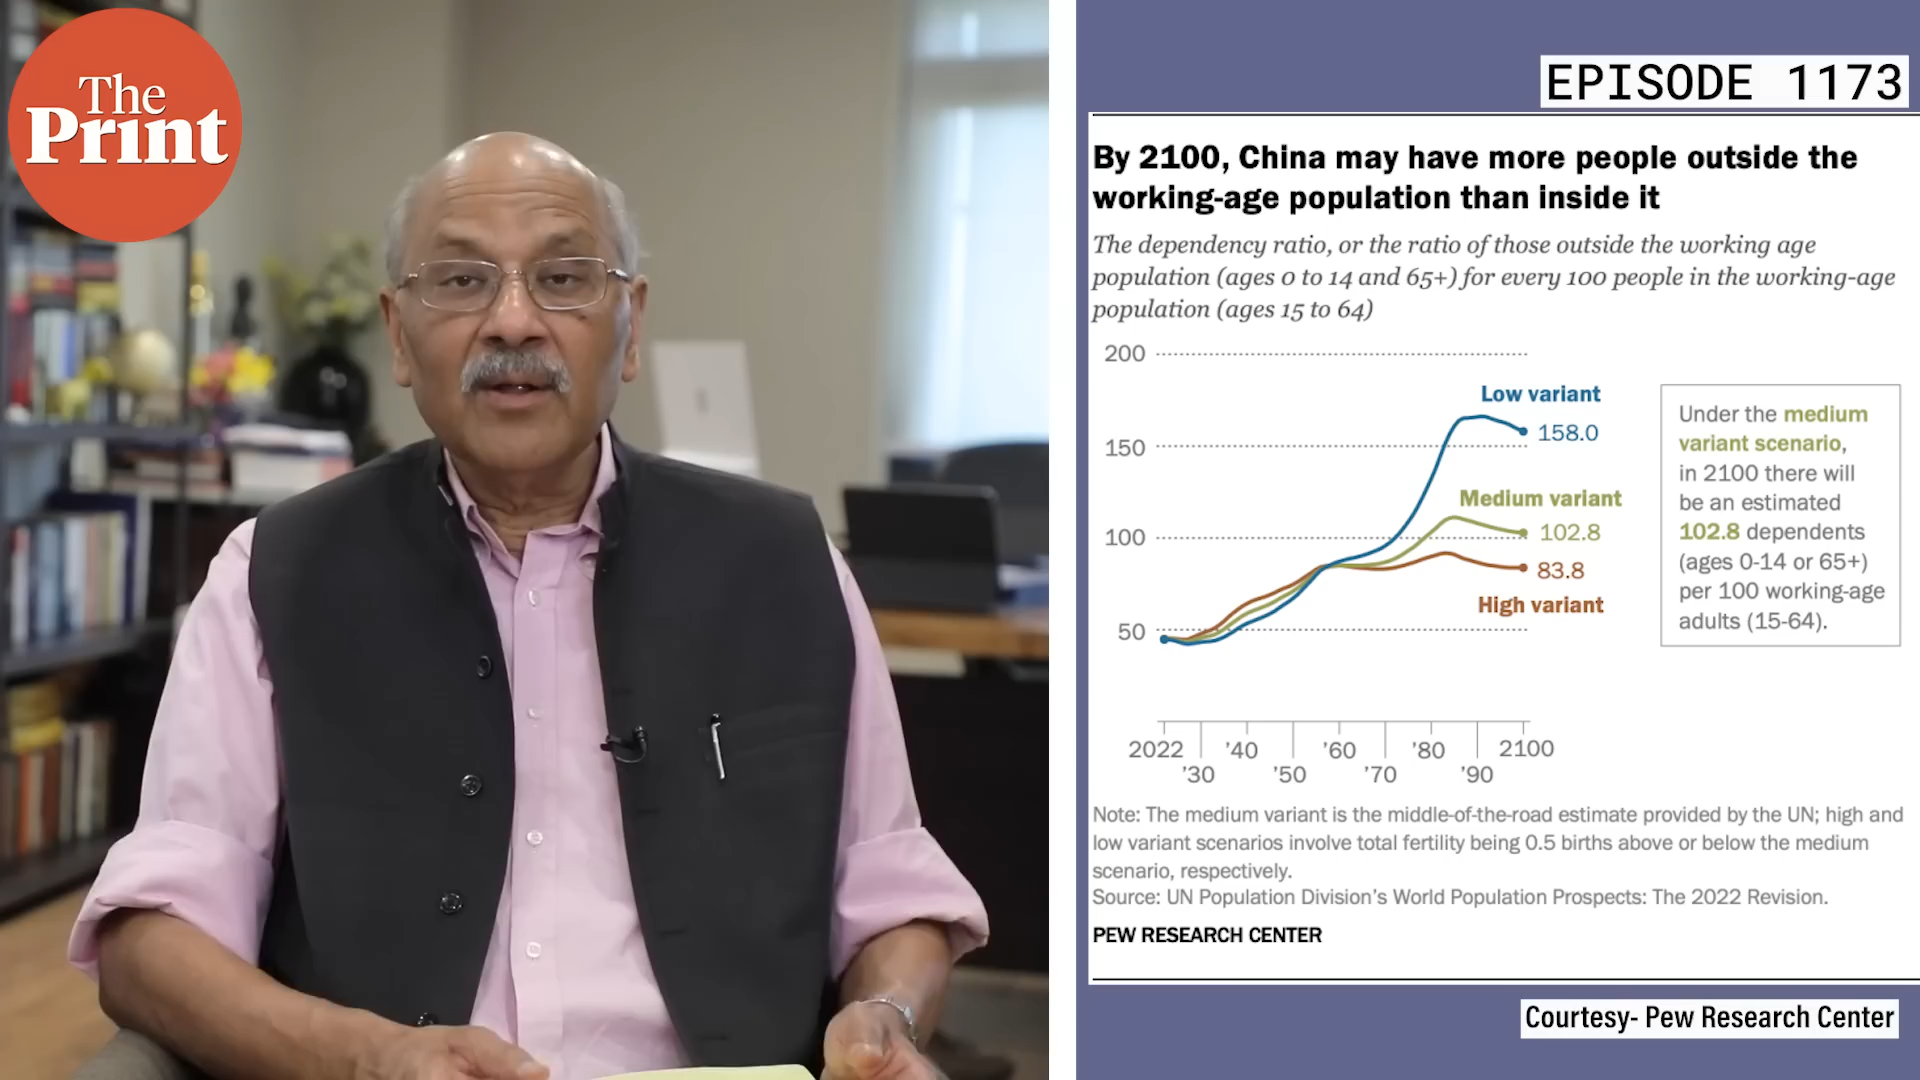 The
Print
EPISODE 1173
By 2100, China may have more people outside the
working-age population than inside it
The dependency ratio, or the ratio of those outside the working age
population (ages 0 to 14 and 65+) for every 100 people in the working-age
population (ages 15 to 64)
200
150
100
50
Low variant
158.0
Medium variant
102.8
83.8
High variant
Under the medium
variant scenario,
in 2100 there will
be an estimated
102.8 dependents
(ages 0-14 or 65+)
per 100 working-age
adults (15-64).
2022 '40 '60 '80 2100
'30 '50 '70 '90
Note: The medium variant is the middle-of-the-road estimate provided by the UN; high and
low variant scenarios involve total fertility being 0.5 births above or below the medium
scenario, respectively.
Source: UN Population Division's World Population Prospects: The 2022 Revision.
PEW RESEARCH CENTER
Courtesy- Pew Research Center